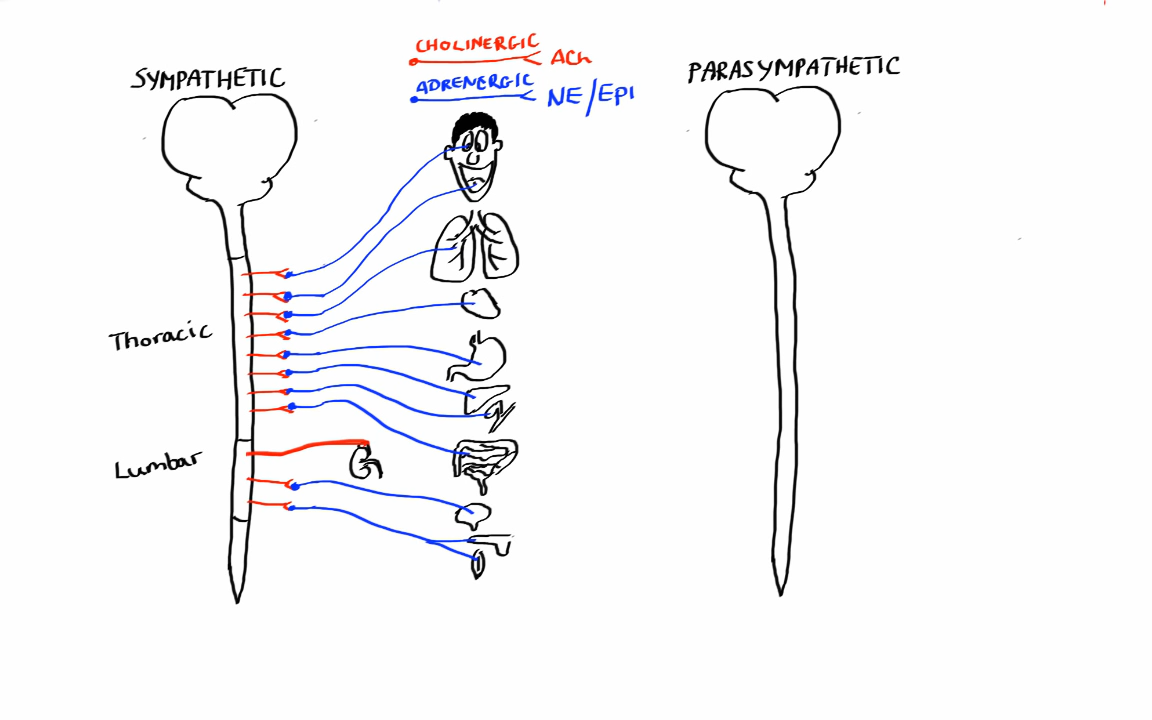 SYMPATHETIC
CHOLINERGIC ACh
ADRENERGIC NE/EPI
PARASYMPATHETIC
Thoracic
Lumbar